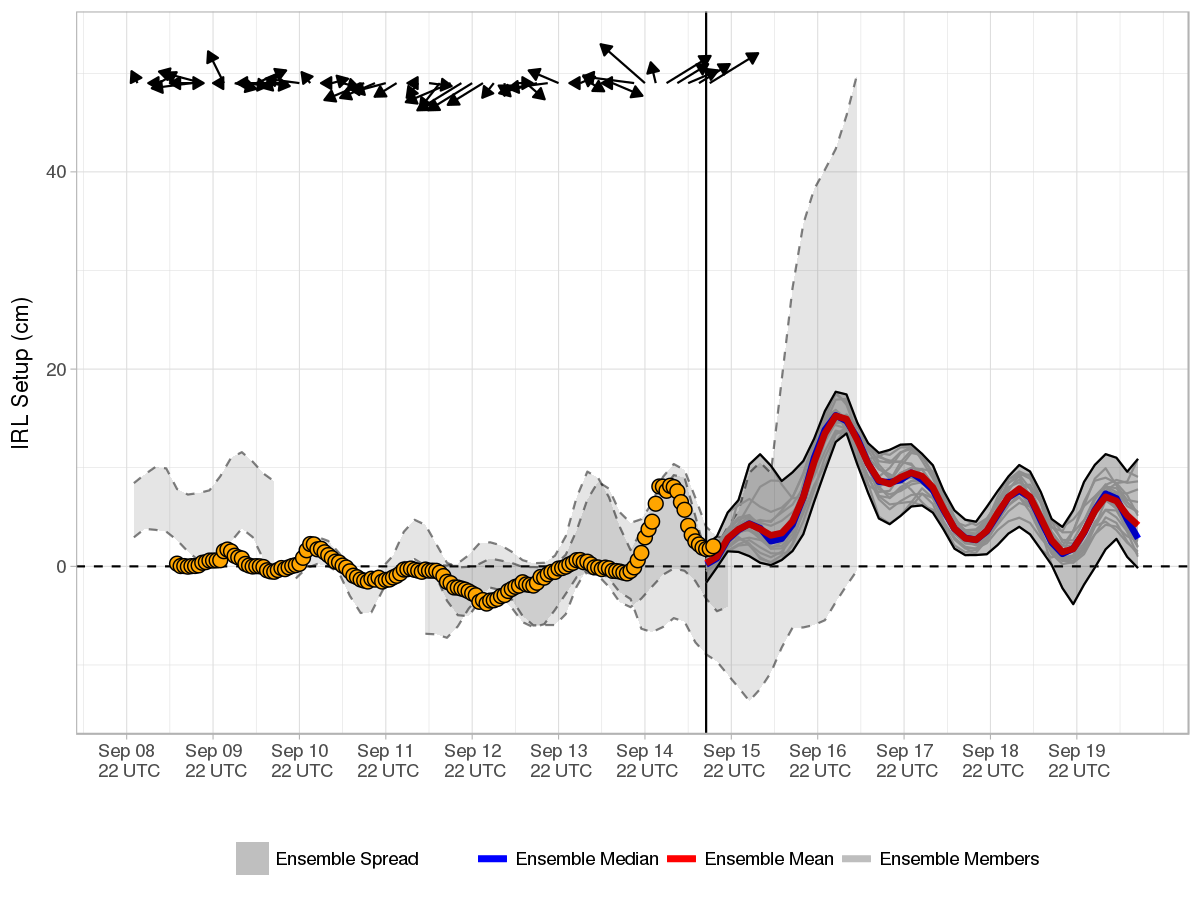 IRL Setup (cm)
40
20
0
Sep 08 Sep 09 Sep 10 Sep 11 Sep 12 Sep 13 Sep 14 Sep 15 Sep 16 Sep 17 Sep 18 Sep 19
22 UTC 22 UTC 22 UTC 22 UTC 22 UTC 22 UTC 22 UTC 22 UTC 22 UTC 22 UTC 22 UTC 22 UTC
Ensemble Spread Ensemble Median Ensemble Mean Ensemble Members